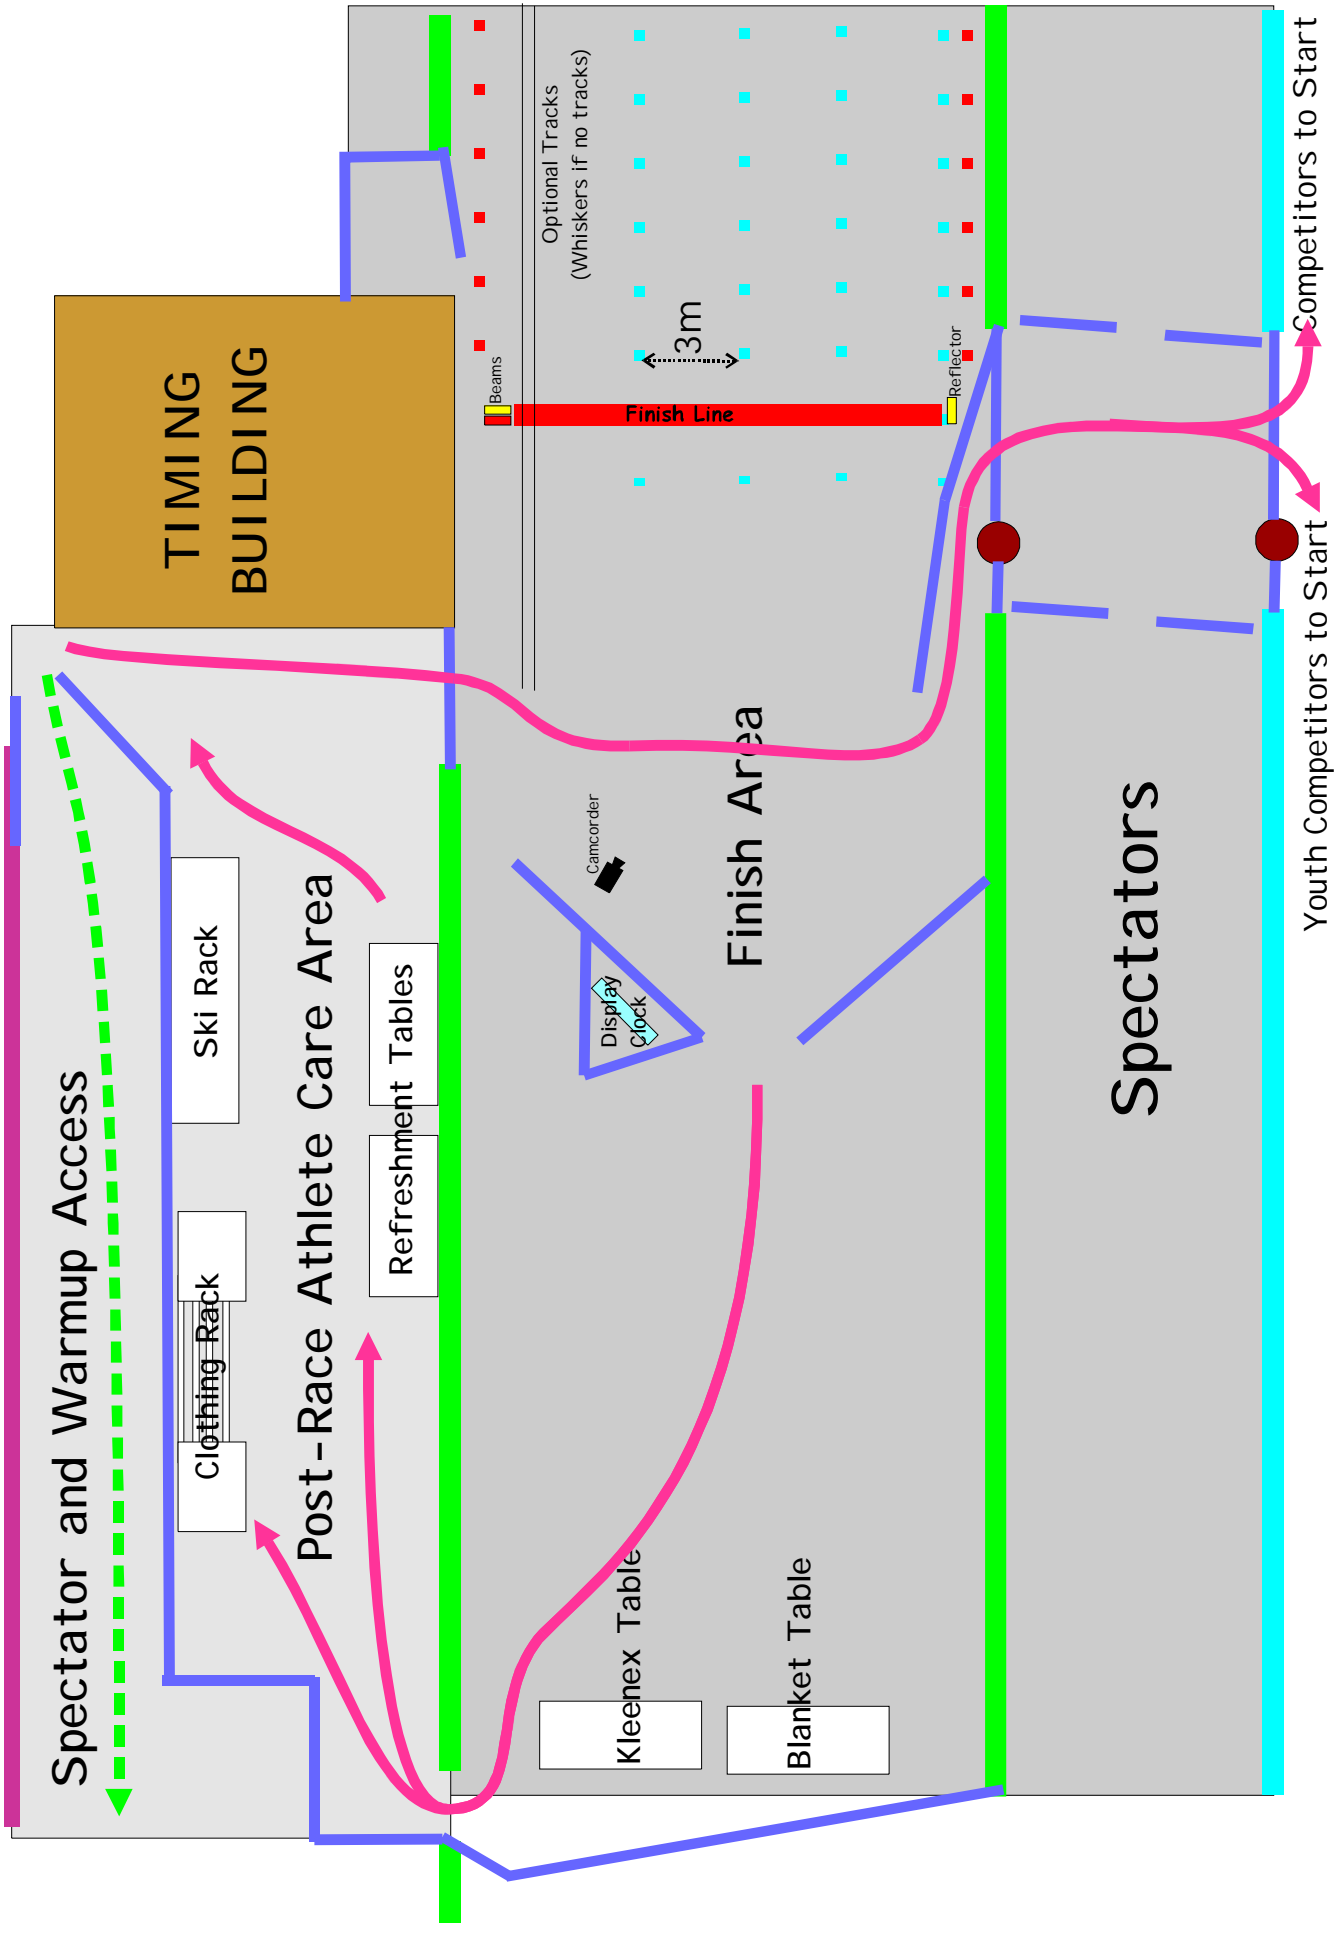 TIMING
BUILDING
Optional Tracks
(Whiskers if no tracks)
3m
Beams
Reflector
Finish Line
Competitors to Start
Youth Competitors to Start
Spectator and Warmup Access
Ski Rack
Clothing Rack
Post-Race Athlete Care Area
Refreshment Tables
Camcorder
Display
Clock
Finish Area
Kleenex Table
Blanket Table
Spectators